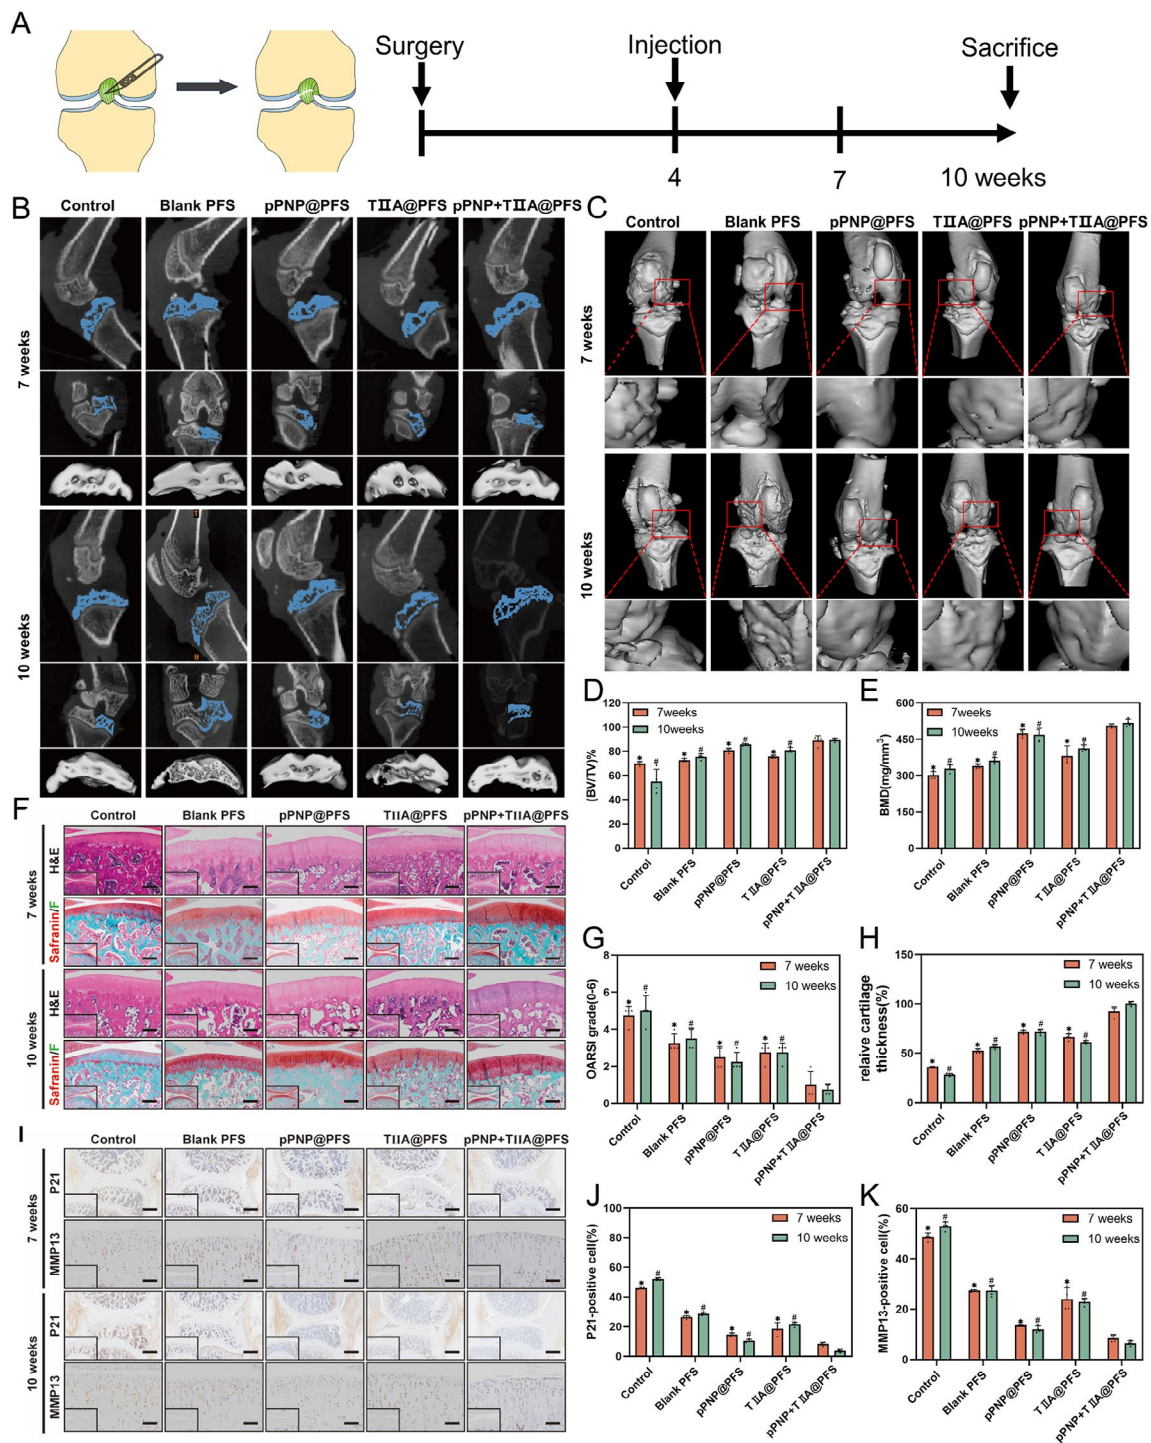 A
Surgery
Injection
Sacrifice
4
7
10 weeks
B
Control
Blank PFS
pPNP@PFS
TIIA@PFS
pPNP+TIIA@PFS
7 weeks
10 weeks
C
Control
Blank PFS
pPNP@PFS
TIIA@PFS
pPNP+TIIA@PFS
7 weeks
10 weeks
D
(BV/TV)%
120
100
80
60
40
20
0
7weeks
10weeks
* # * # * # * #
Control
Blank PFS
pPNP@PFS
TIIA@PFS
pPNP+TIIA@PFS
E
BMD(mg/mm³)
600
450
300
150
0
7weeks
10weeks
* # * # * # * #
Control
Blank PFS
pPNP@PFS
TIIA@PFS
pPNP+TIIA@PFS
F
Control
Blank PFS
pPNP@PFS
TIIA@PFS
pPNP+TIIA@PFS
7 weeks
H&E
Safranin/F
10 weeks
H&E
Safranin/F
G
OARSI grade(0-6)
8
6
4
2
0
7 weeks
10 weeks
* # * # * # * #
Control
Blank PFS
pPNP@PFS
TIIA@PFS
pPNP+TIIA@PFS
H
relaive cartilage
thickness(%)
150
100
50
0
7 weeks
10 weeks
* # * # * # * #
Control
Blank PFS
pPNP@PFS
TIIA@PFS
pPNP+TIIA@PFS
I
Control
Blank PFS
pPNP@PFS
TIIA@PFS
pPNP+TIIA@PFS
7 weeks
P21
MMP13
10 weeks
P21
MMP13
J
P21-positive cell(%)
100
80
60
40
20
0
7 weeks
10 weeks
* # * # * # * #
Control
Blank PFS
pPNP@PFS
TIIA@PFS
pPNP+TIIA@PFS
K
MMP13-positive cell(%)
60
40
20
0
7 weeks
10 weeks
* # * # * # * #
Control
Blank PFS
pPNP@PFS
TIIA@PFS
pPNP+TIIA@PFS